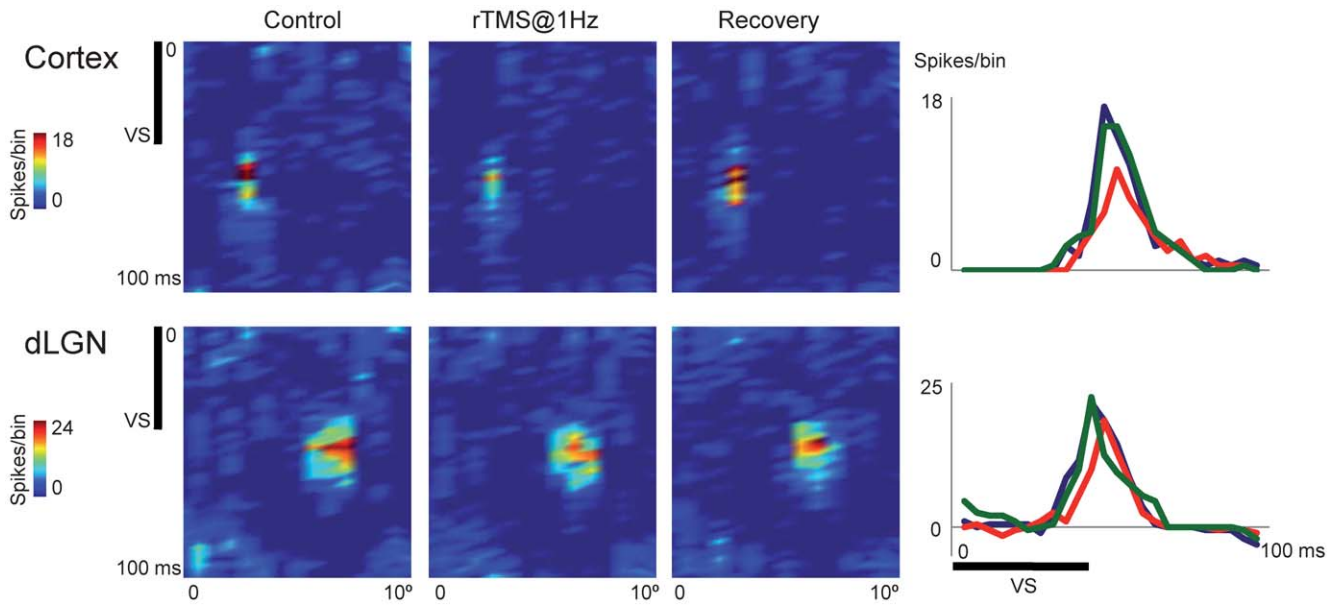 Control rTMS@1Hz Recovery
Cortex
0
Spikes/bin
18
0
VS
100 ms
Spikes/bin
18
0
dLGN
0
Spikes/bin
24
0
VS
100 ms
0 10º 0 10º 0 10º
25
0
0 100 ms
VS